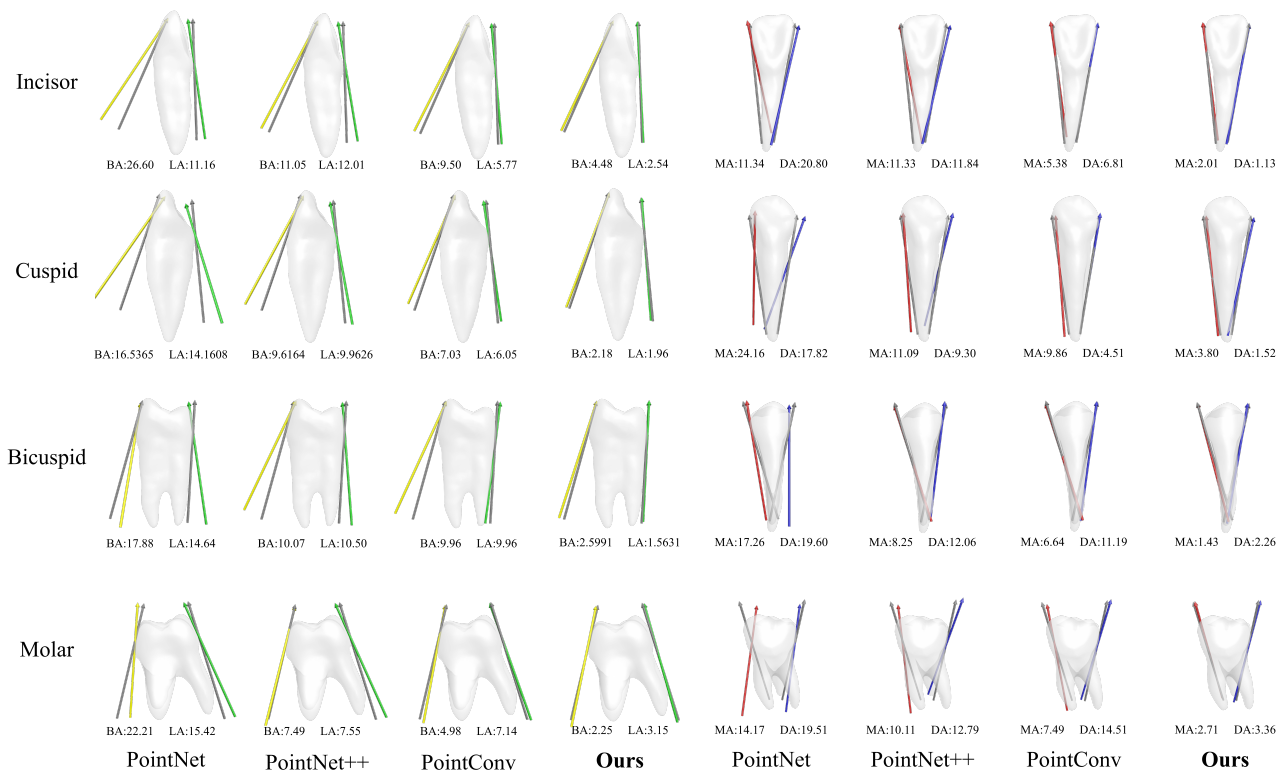 Incisor
BA:26.60 LA:11.16 BA:11.05 LA:12.01 BA:9.50 LA:5.77 BA:4.48 LA:2.54 MA:11.34 DA:20.80 MA:11.33 DA:11.84 MA:5.38 DA:6.81 MA:2.01 DA:1.13
Cuspid
BA:16.5365 LA:14.1608 BA:9.6164 LA:9.9626 BA:7.03 LA:6.05 BA:2.18 LA:1.96 MA:24.16 DA:17.82 MA:11.09 DA:9.30 MA:9.86 DA:4.51 MA:3.80 DA:1.52
Bicuspid
BA:17.88 LA:14.64 BA:10.07 LA:10.50 BA:9.96 LA:9.96 BA:2.5991 LA:1.5631 MA:17.26 DA:19.60 MA:8.25 DA:12.06 MA:6.64 DA:11.19 MA:1.43 DA:2.26
Molar
BA:22.21 LA:15.42 BA:7.49 LA:7.55 BA:4.98 LA:7.14 BA:2.25 LA:3.15 MA:14.17 DA:19.51 MA:10.11 DA:12.79 MA:7.49 DA:14.51 MA:2.71 DA:3.36
PointNet PointNet++ PointConv Ours PointNet PointNet++ PointConv Ours